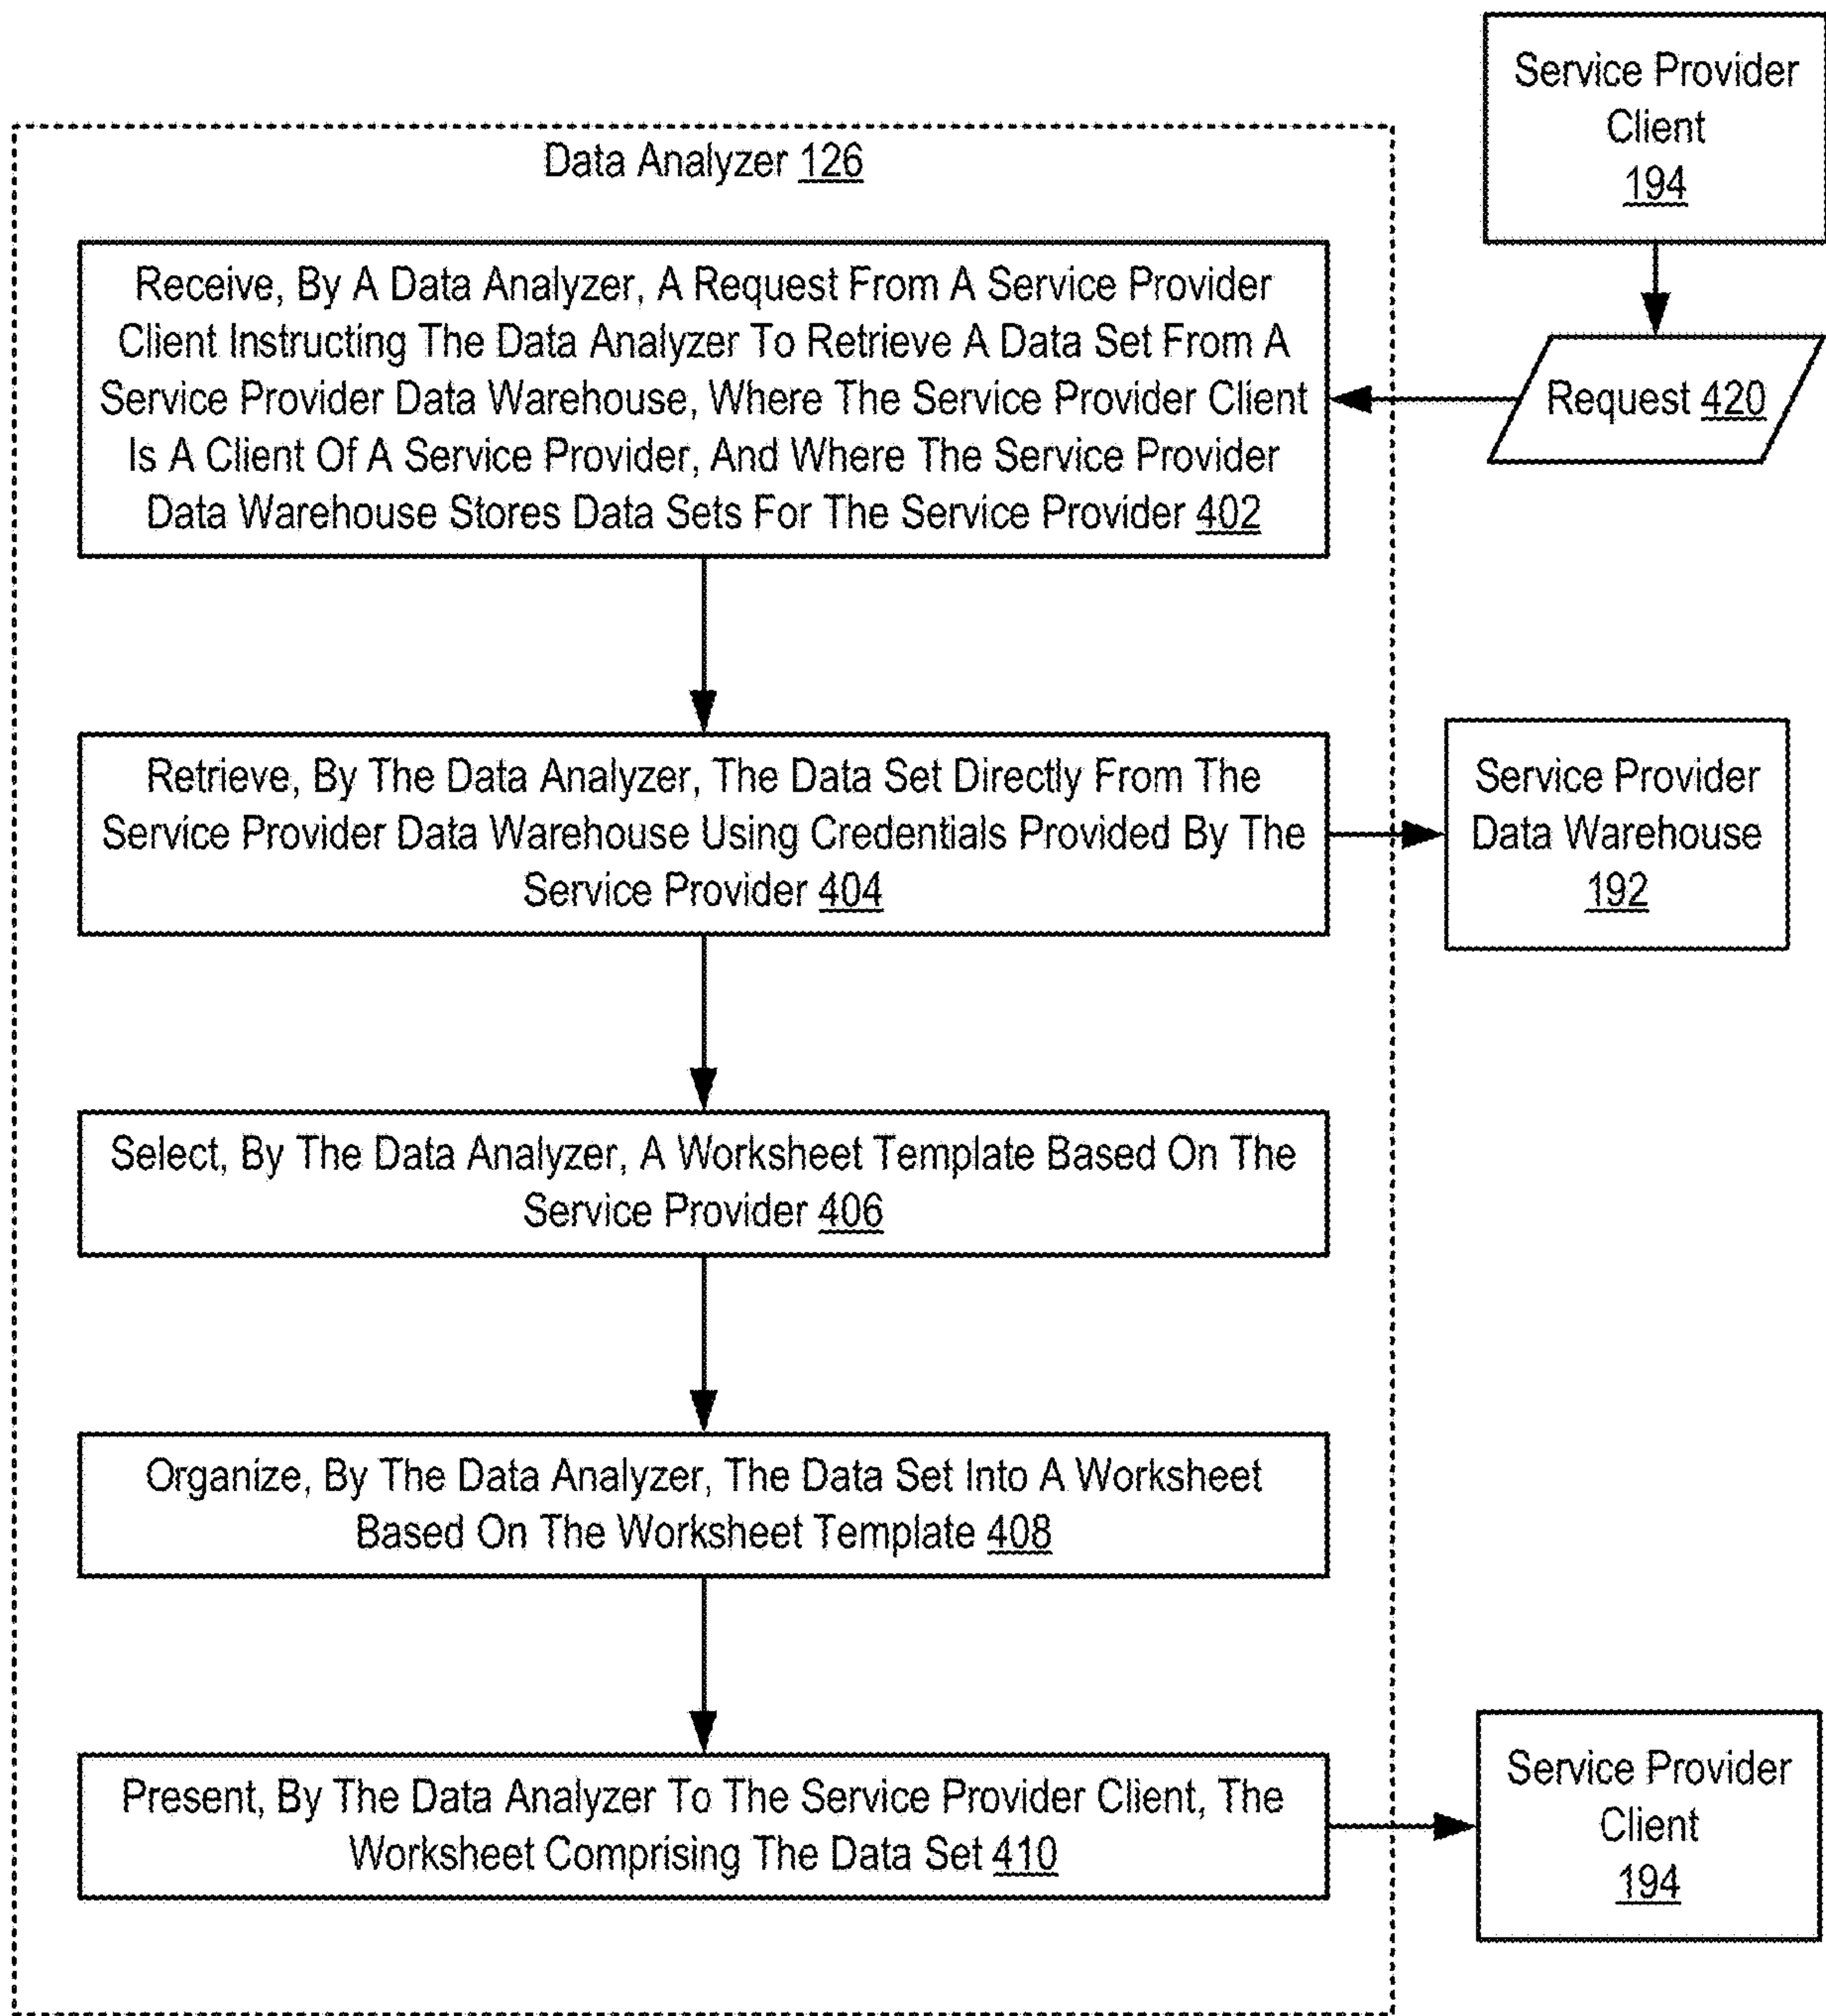 Service Provider
Client
194
Data Analyzer 126
Receive, By A Data Analyzer, A Request From A Service Provider
Client Instructing The Data Analyzer To Retrieve A Data Set From A
Service Provider Data Warehouse, Where The Service Provider Client
Is A Client Of A Service Provider, And Where The Service Provider
Data Warehouse Stores Data Sets For The Service Provider 402
Request 420
Retrieve, By The Data Analyzer, The Data Set Directly From The
Service Provider Data Warehouse Using Credentials Provided By The
Service Provider 404
Service Provider
Data Warehouse
192
Select, By The Data Analyzer, A Worksheet Template Based On The
Service Provider 406
Organize, By The Data Analyzer, The Data Set Into A Worksheet
Based On The Worksheet Template 408
Present, By The Data Analyzer To The Service Provider Client, The
Worksheet Comprising The Data Set 410
Service Provider
Client
194